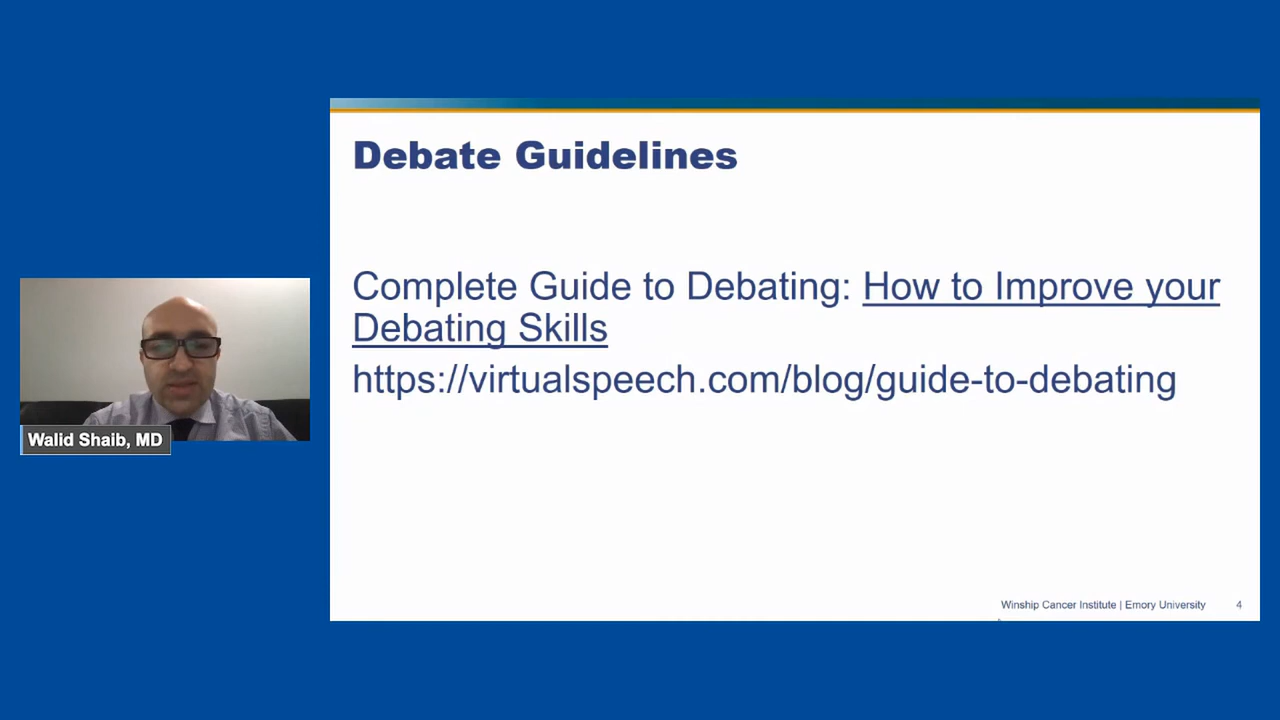 Debate Guidelines
Complete Guide to Debating: How to Improve your
Debating Skills
https://virtualspeech.com/blog/guide-to-debating
Walid Shaib, MD
Winship Cancer Institute | Emory University 4